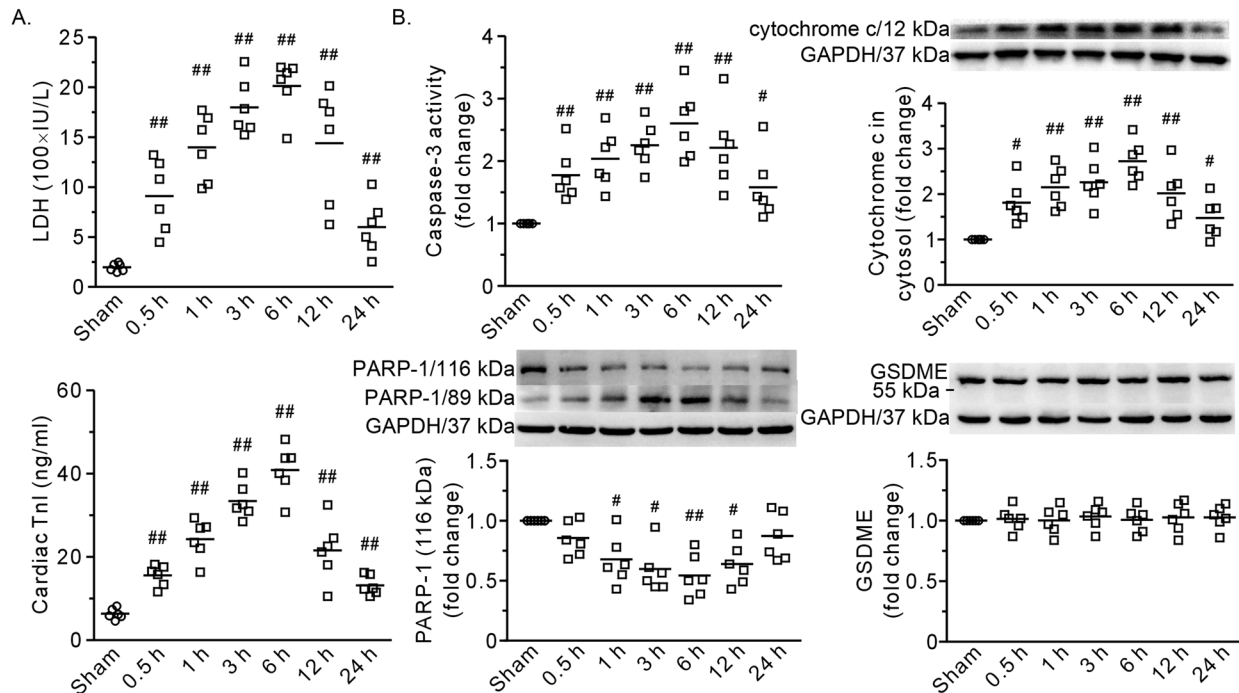 A.
LDH (100×IU/L)
25
20
15
10
5
0
##
##
##
##
##
##
Sham
0.5 h
1 h
3 h
6 h
12 h
24 h
Cardiac TnI (ng/ml)
60
40
20
0
##
##
##
##
##
##
Sham
0.5 h
1 h
3 h
6 h
12 h
24 h
B.
Caspase-3 activity
(fold change)
4
3
2
1
0
##
##
##
##
##
#
Sham
0.5 h
1 h
3 h
6 h
12 h
24 h
cytochrome c/12 kDa
GAPDH/37 kDa
Cytochrome c in
cytosol (fold change)
4
3
2
1
0
#
##
##
##
##
#
Sham
0.5 h
1 h
3 h
6 h
12 h
24 h
PARP-1/116 kDa
PARP-1/89 kDa
GAPDH/37 kDa
PARP-1 (116 kDa)
(fold change)
1.5
1.0
0.5
0
#
#
##
#
Sham
0.5 h
1 h
3 h
6 h
12 h
24 h
GSDME
55 kDa
GAPDH/37 kDa
GSDME
(fold change)
1.5
1.0
0.5
0
Sham
0.5 h
1 h
3 h
6 h
12 h
24 h